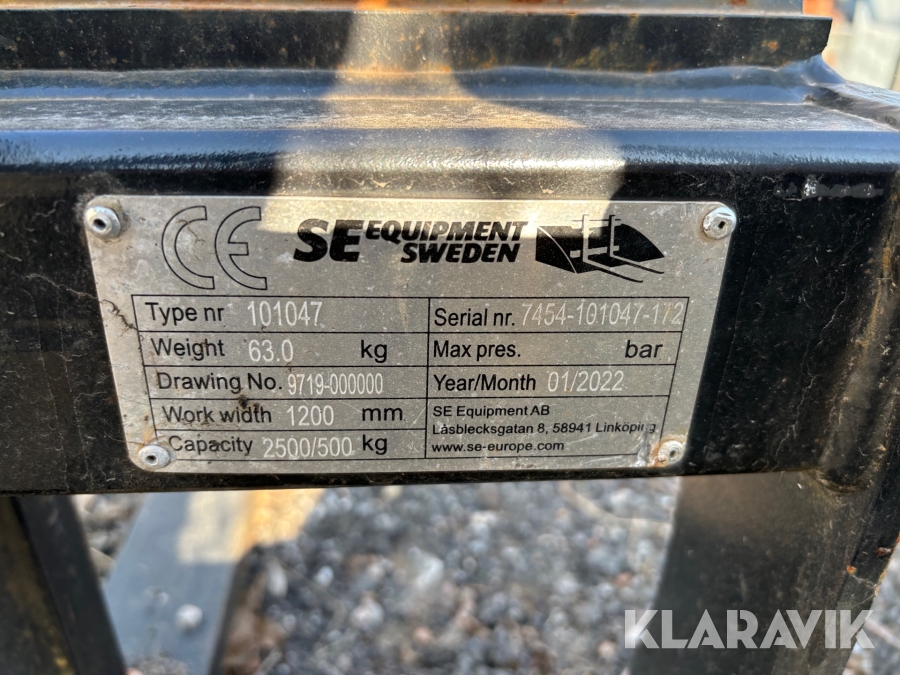 CE SE EQUIPMENT
SWEDEN
Type nr 101047
Serial nr. 7454-101047-172
Weight 63.0 kg
Max pres. bar
Drawing No. 9719-000000
Year/Month 01/2022
Work width 1200 mm
Capacity 2500/500 kg
SE Equipment AB
Låsblecksgatan 8, 58941 Linköping
www.se-europe.com
KLARAVIK